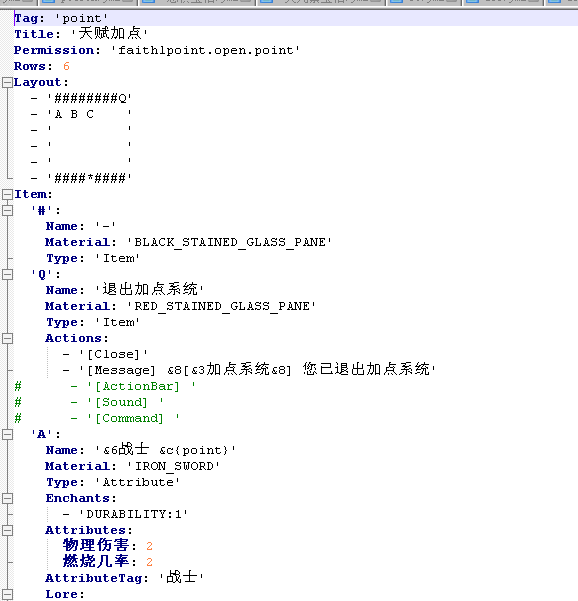 Tag: 'point'
Title: '天赋加点'
Permission: 'faithlpoint.open.point'
Rows: 6
Layout:
  - '########Q'
  - 'A B C    '
  - '         '
  - '         '
  - '         '
  - '####*####'
Item:
  '#':
    Name: '-'
    Material: 'BLACK_STAINED_GLASS_PANE'
    Type: 'Item'
  'Q':
    Name: '退出加点系统'
    Material: 'RED_STAINED_GLASS_PANE'
    Type: 'Item'
    Actions:
      - '[Close]'
      - '[Message] &8[&3加点系统&8] 您已退出加点系统'
#      - '[ActionBar] '
#      - '[Sound] '
#      - '[Command] '
  'A':
    Name: '&6战士 &c{point}'
    Material: 'IRON_SWORD'
    Type: 'Attribute'
    Enchants:
      - 'DURABILITY:1'
    Attributes:
      物理伤害: 2
      燃烧几率: 2
    AttributeTag: '战士'
    Lore: